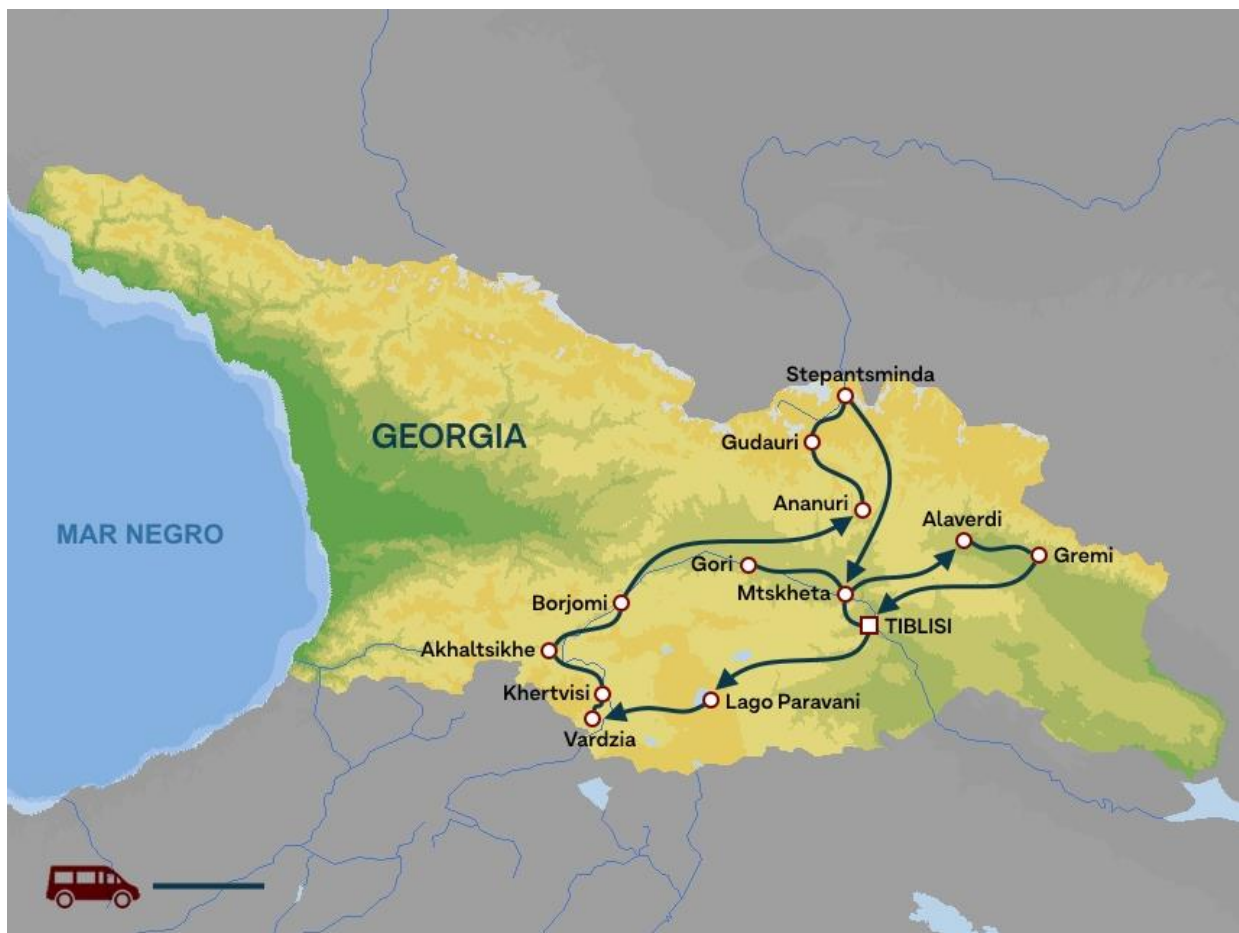 Stepantsminda
Gudauri
GEORGIA
Ananuri
Alaverdi
MAR NEGRO
Gori
Gremi
Mtskheta
Borjomi
TIBLISI
Akhaltsikhe
Khertvisi
Lago Paravani
Vardzia